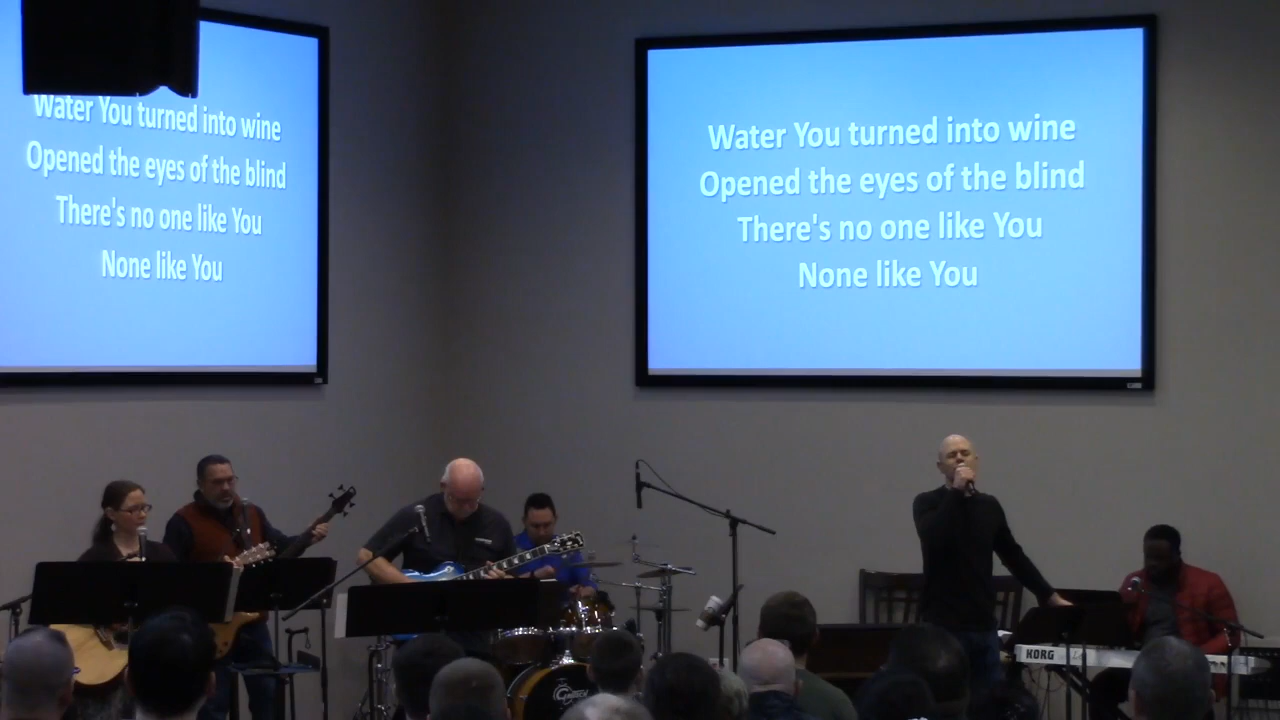 Water You turned into wine
Opened the eyes of the blind
There's no one like You
None like You
Water You turned into wine
Opened the eyes of the blind
There's no one like You
None like You
KORG
GRETSCH